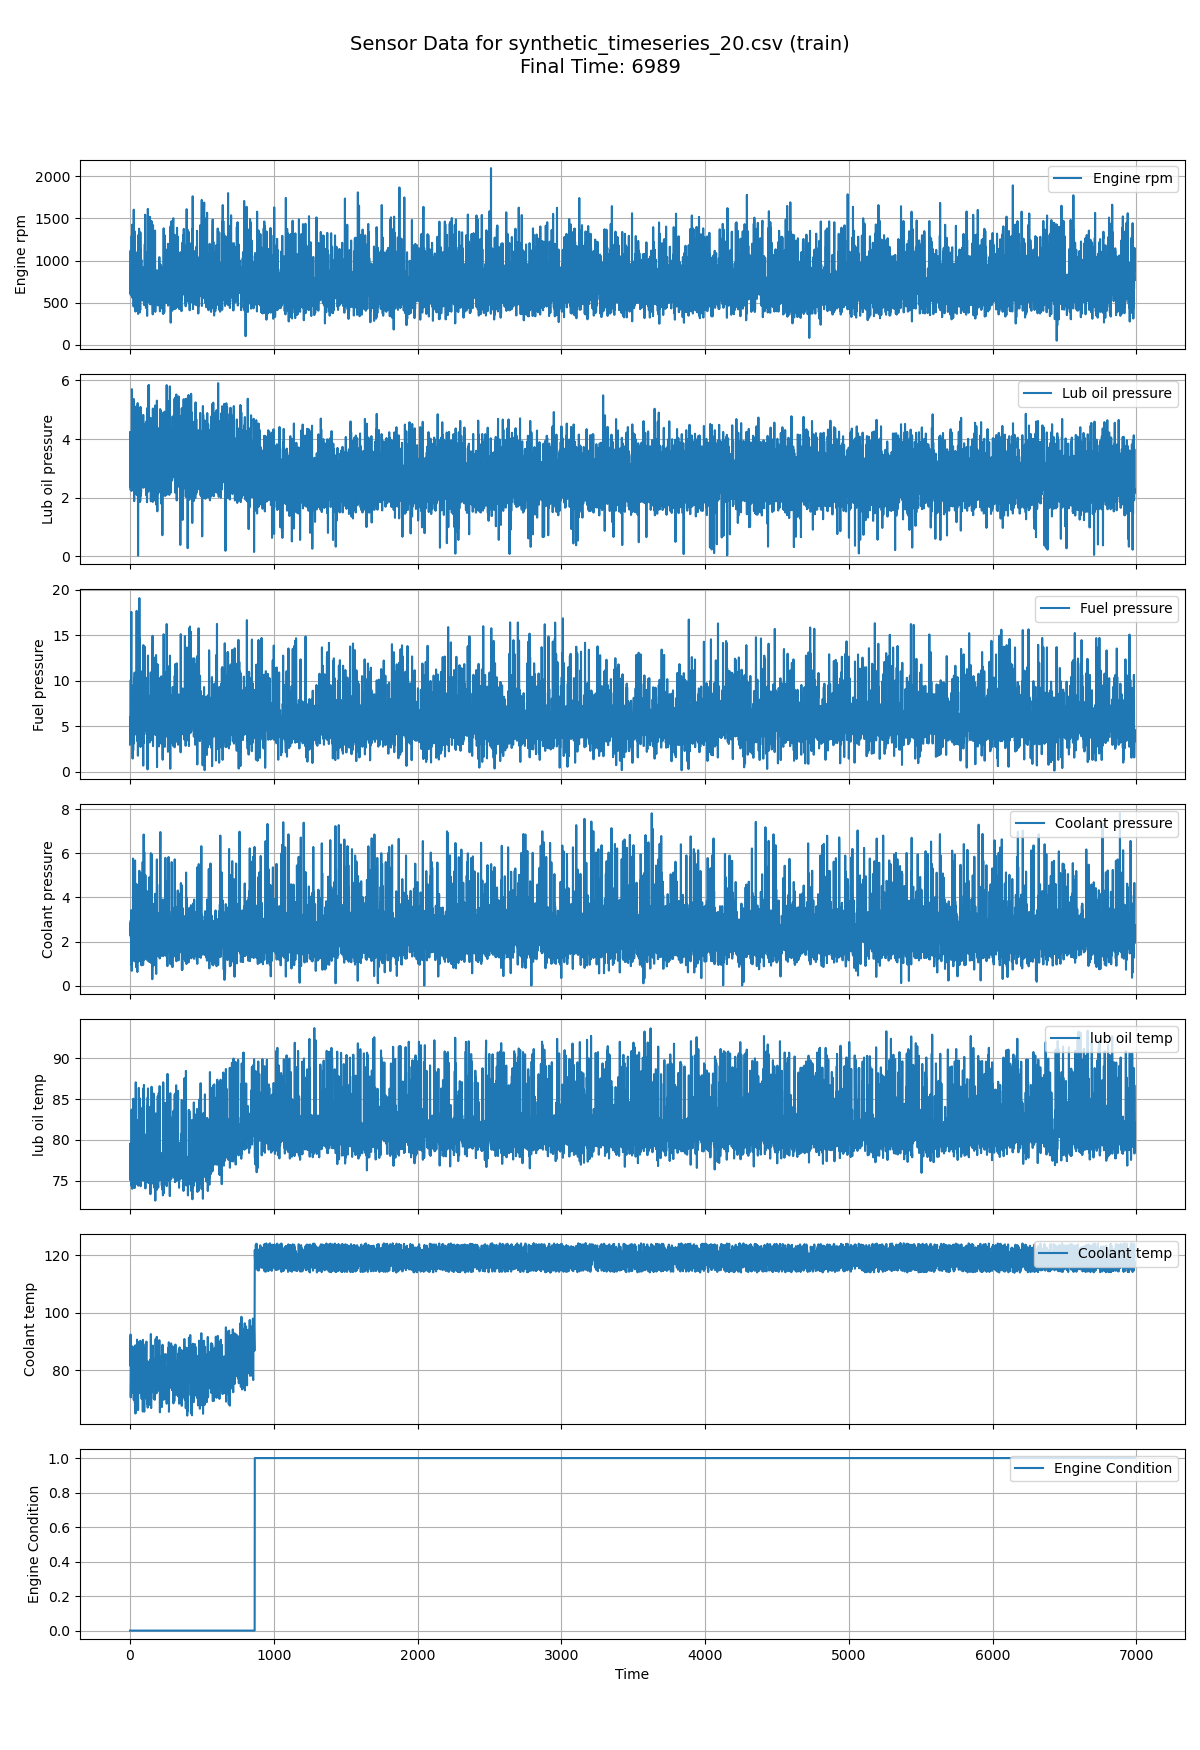 Sensor Data for synthetic_timeseries_20.csv (train)
Final Time: 6989
2000
1500
1000
500
0
Engine rpm
Engine rpm
6
4
2
0
Lub oil pressure
Lub oil pressure
20
15
10
5
0
Fuel pressure
Fuel pressure
8
6
4
2
0
Coolant pressure
Coolant pressure
90
85
80
75
lub oil temp
lub oil temp
120
100
80
Coolant temp
Coolant temp
1.0
0.8
0.6
0.4
0.2
0.0
Engine Condition
Engine Condition
0 1000 2000 3000 4000 5000 6000 7000
Time